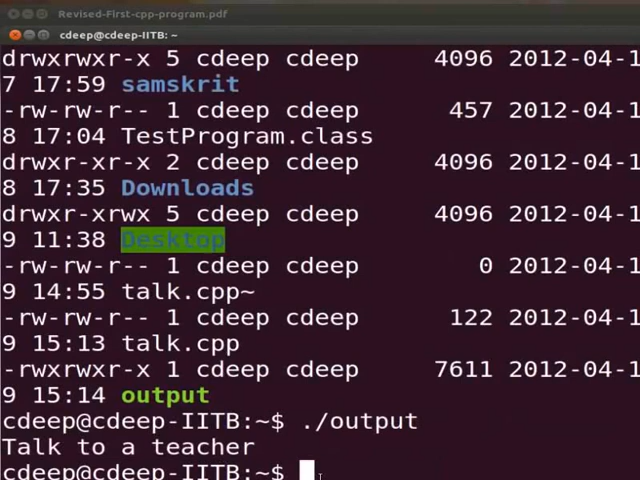 Revised-First-cpp-program.pdf
cdeep@cdeep-IITB: ~
drwxrwxr-x 5 cdeep cdeep 4096 2012-04-1
7 17:59 samskrit
-rw-rw-r-- 1 cdeep cdeep 457 2012-04-1
8 17:04 TestProgram.class
drwxr-xr-x 2 cdeep cdeep 4096 2012-04-1
8 17:35 Downloads
drwxr-xrwx 5 cdeep cdeep 4096 2012-04-1
9 11:38 Desktop
-rw-rw-r-- 1 cdeep cdeep 0 2012-04-1
9 14:55 talk.cpp~
-rw-rw-r-- 1 cdeep cdeep 122 2012-04-1
9 15:13 talk.cpp
-rwxrwxr-x 1 cdeep cdeep 7611 2012-04-1
9 15:14 output
cdeep@cdeep-IITB:~$ ./output
Talk to a teacher
cdeep@cdeep-IITB:~$